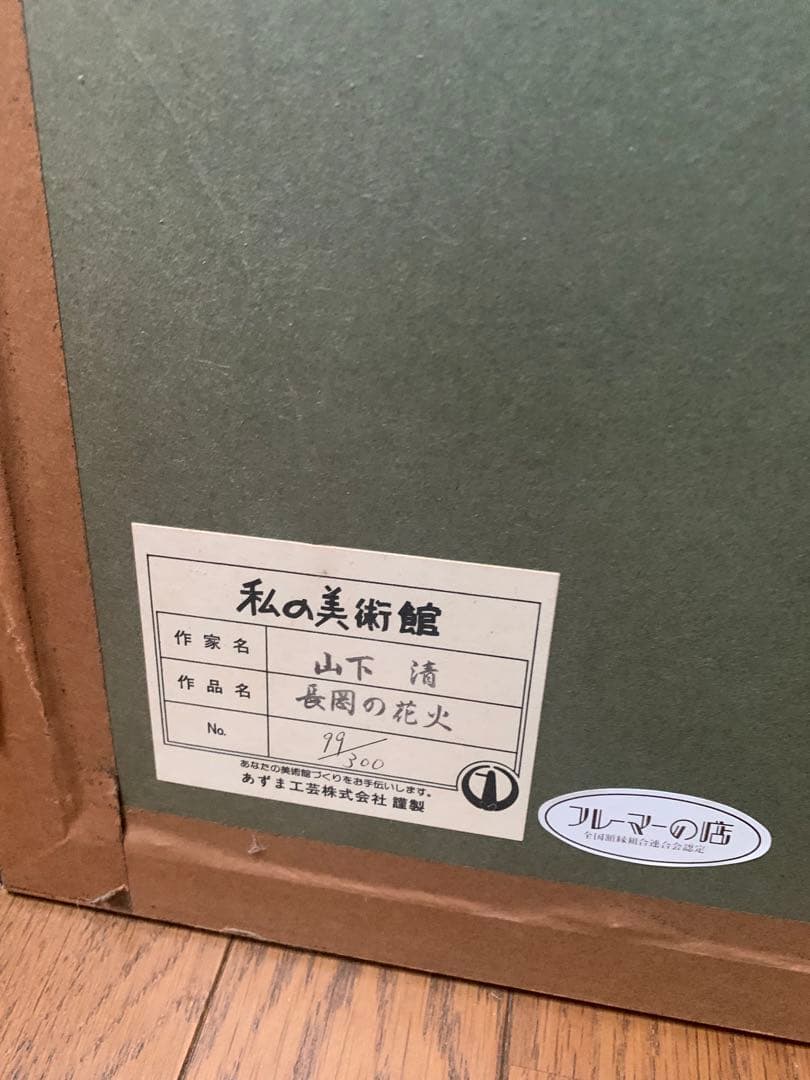 私の美術館
作家名 山下 清
作品名 長岡の花火
No. 99/300
あなたの美術館づくりをお手伝いします。
あずま工芸株式会社 謹製
フレーマーの店
全国額縁組合連合会認定